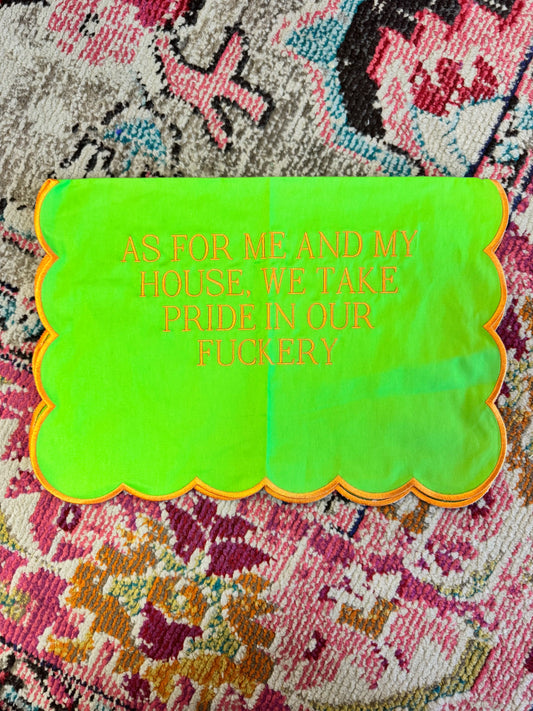 AS FOR ME AND MY
HOUSE, WE TAKE
PRIDE IN OUR
FUCKERY